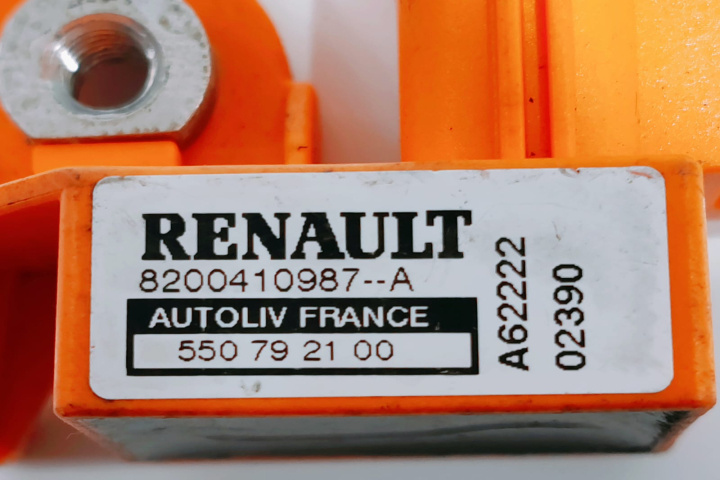 RENAULT
8200410987--A
AUTOLIV FRANCE
550 79 21 00
A62222
02390